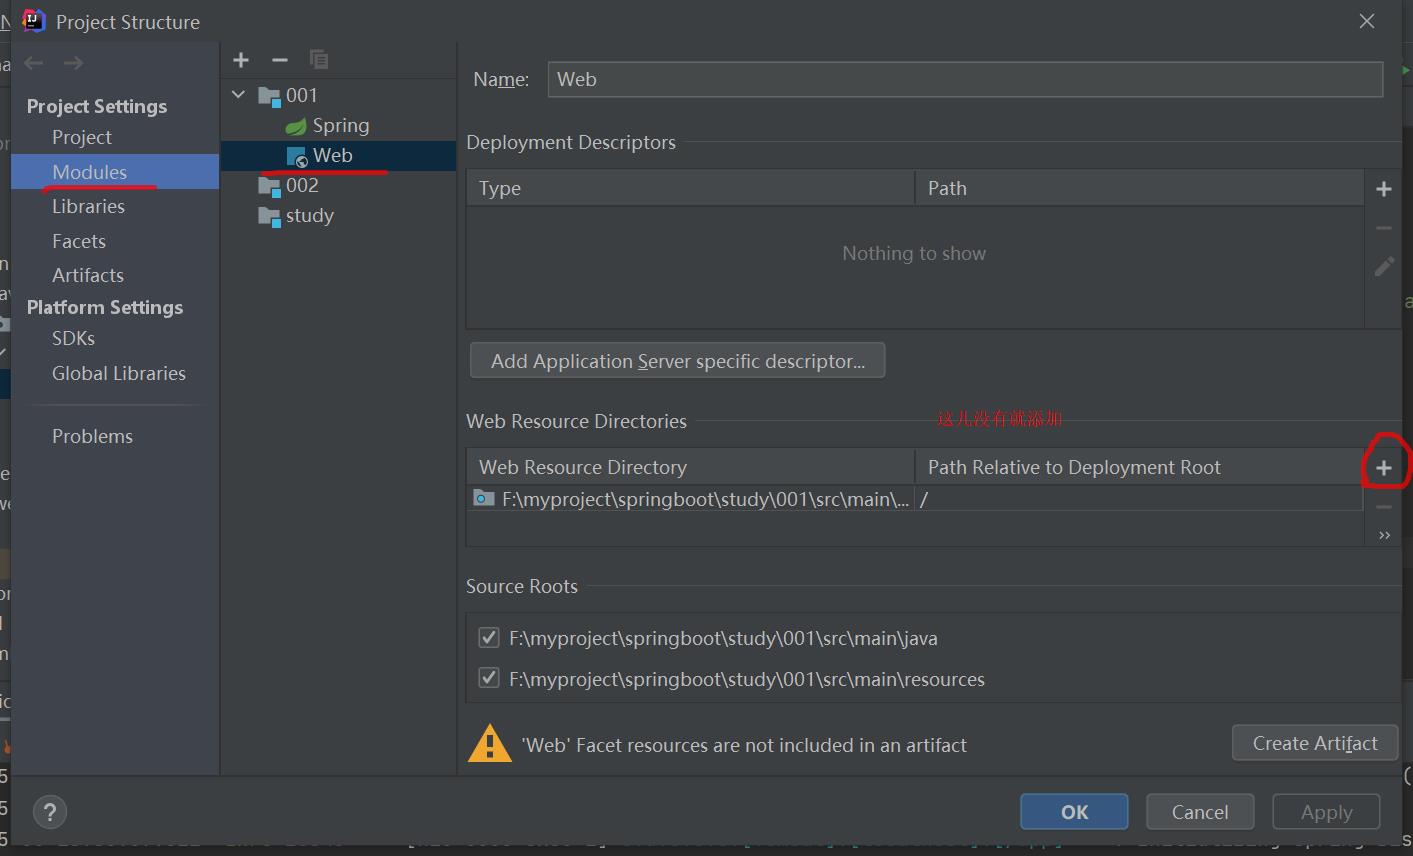 Project Structure
Project Settings
Project
Modules
Libraries
Facets
Artifacts
Platform Settings
SDKs
Global Libraries
Problems
001
Spring
Web
002
study
Name: Web
Deployment Descriptors
Type Path
Nothing to show
Add Application Server specific descriptor...
Web Resource Directories
这儿没有就添加
Web Resource Directory Path Relative to Deployment Root
F:\myproject\springboot\study\001\src\main\... /
Source Roots
F:\myproject\springboot\study\001\src\main\java
F:\myproject\springboot\study\001\src\main\resources
'Web' Facet resources are not included in an artifact
Create Artifact
? OK Cancel Apply